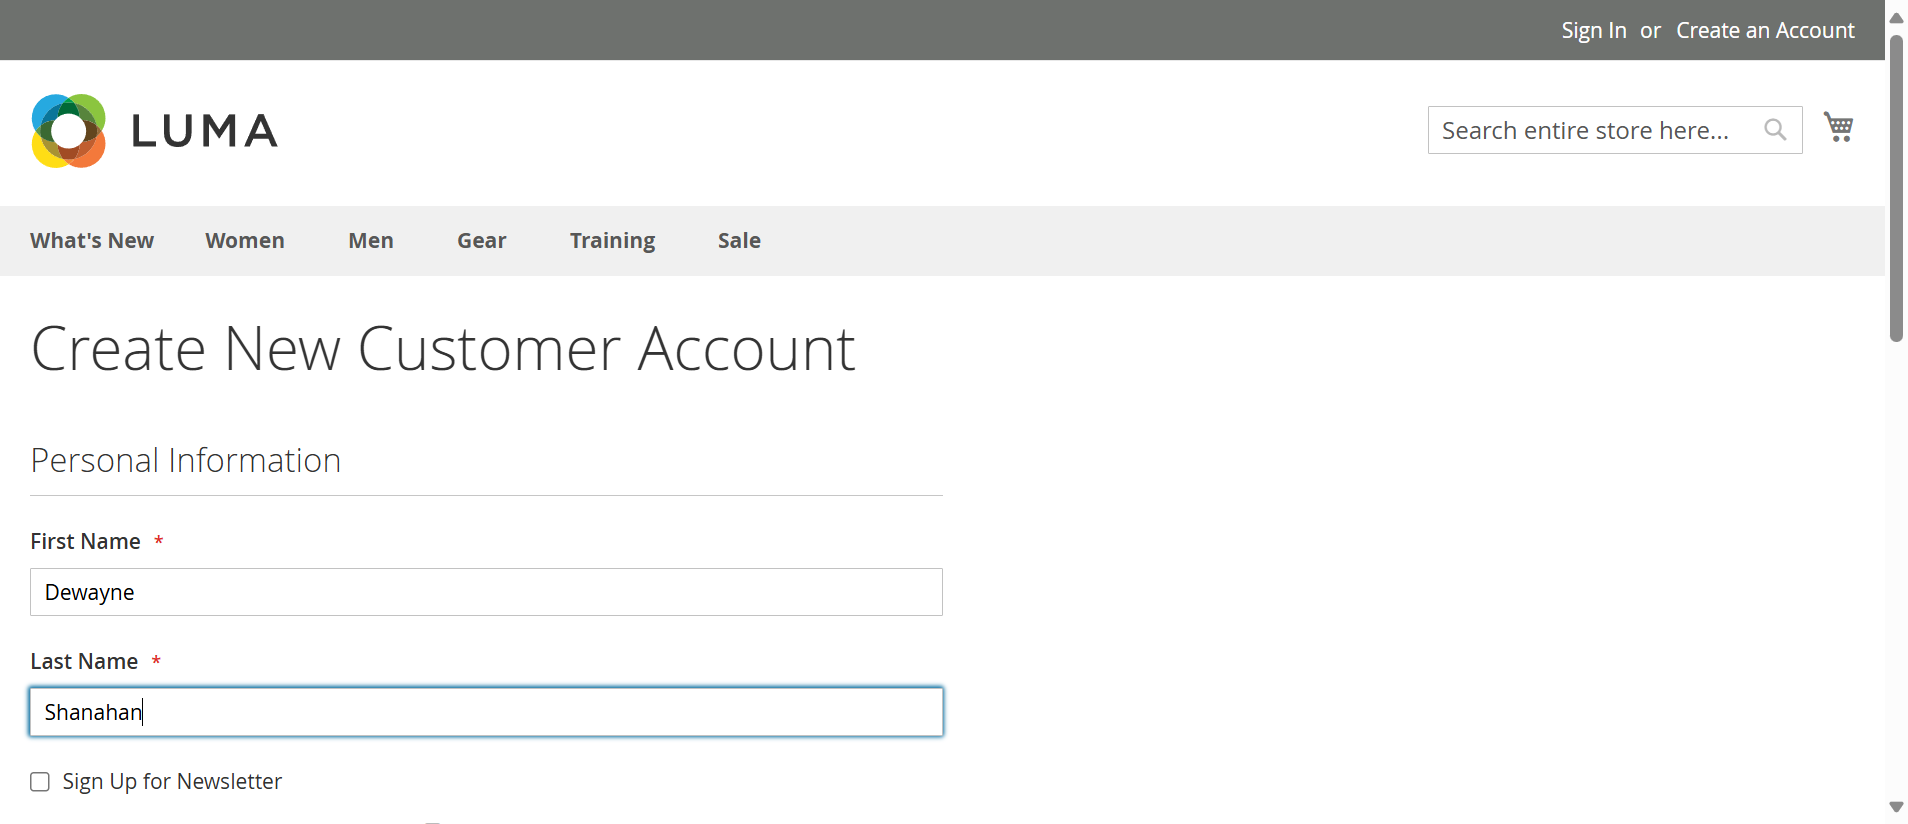 Sign In or Create an Account
LUMA
Search entire store here...
What's New Women Men Gear Training Sale
Create New Customer Account
Personal Information
First Name *
Dewayne
Last Name *
Shanahan
Sign Up for Newsletter